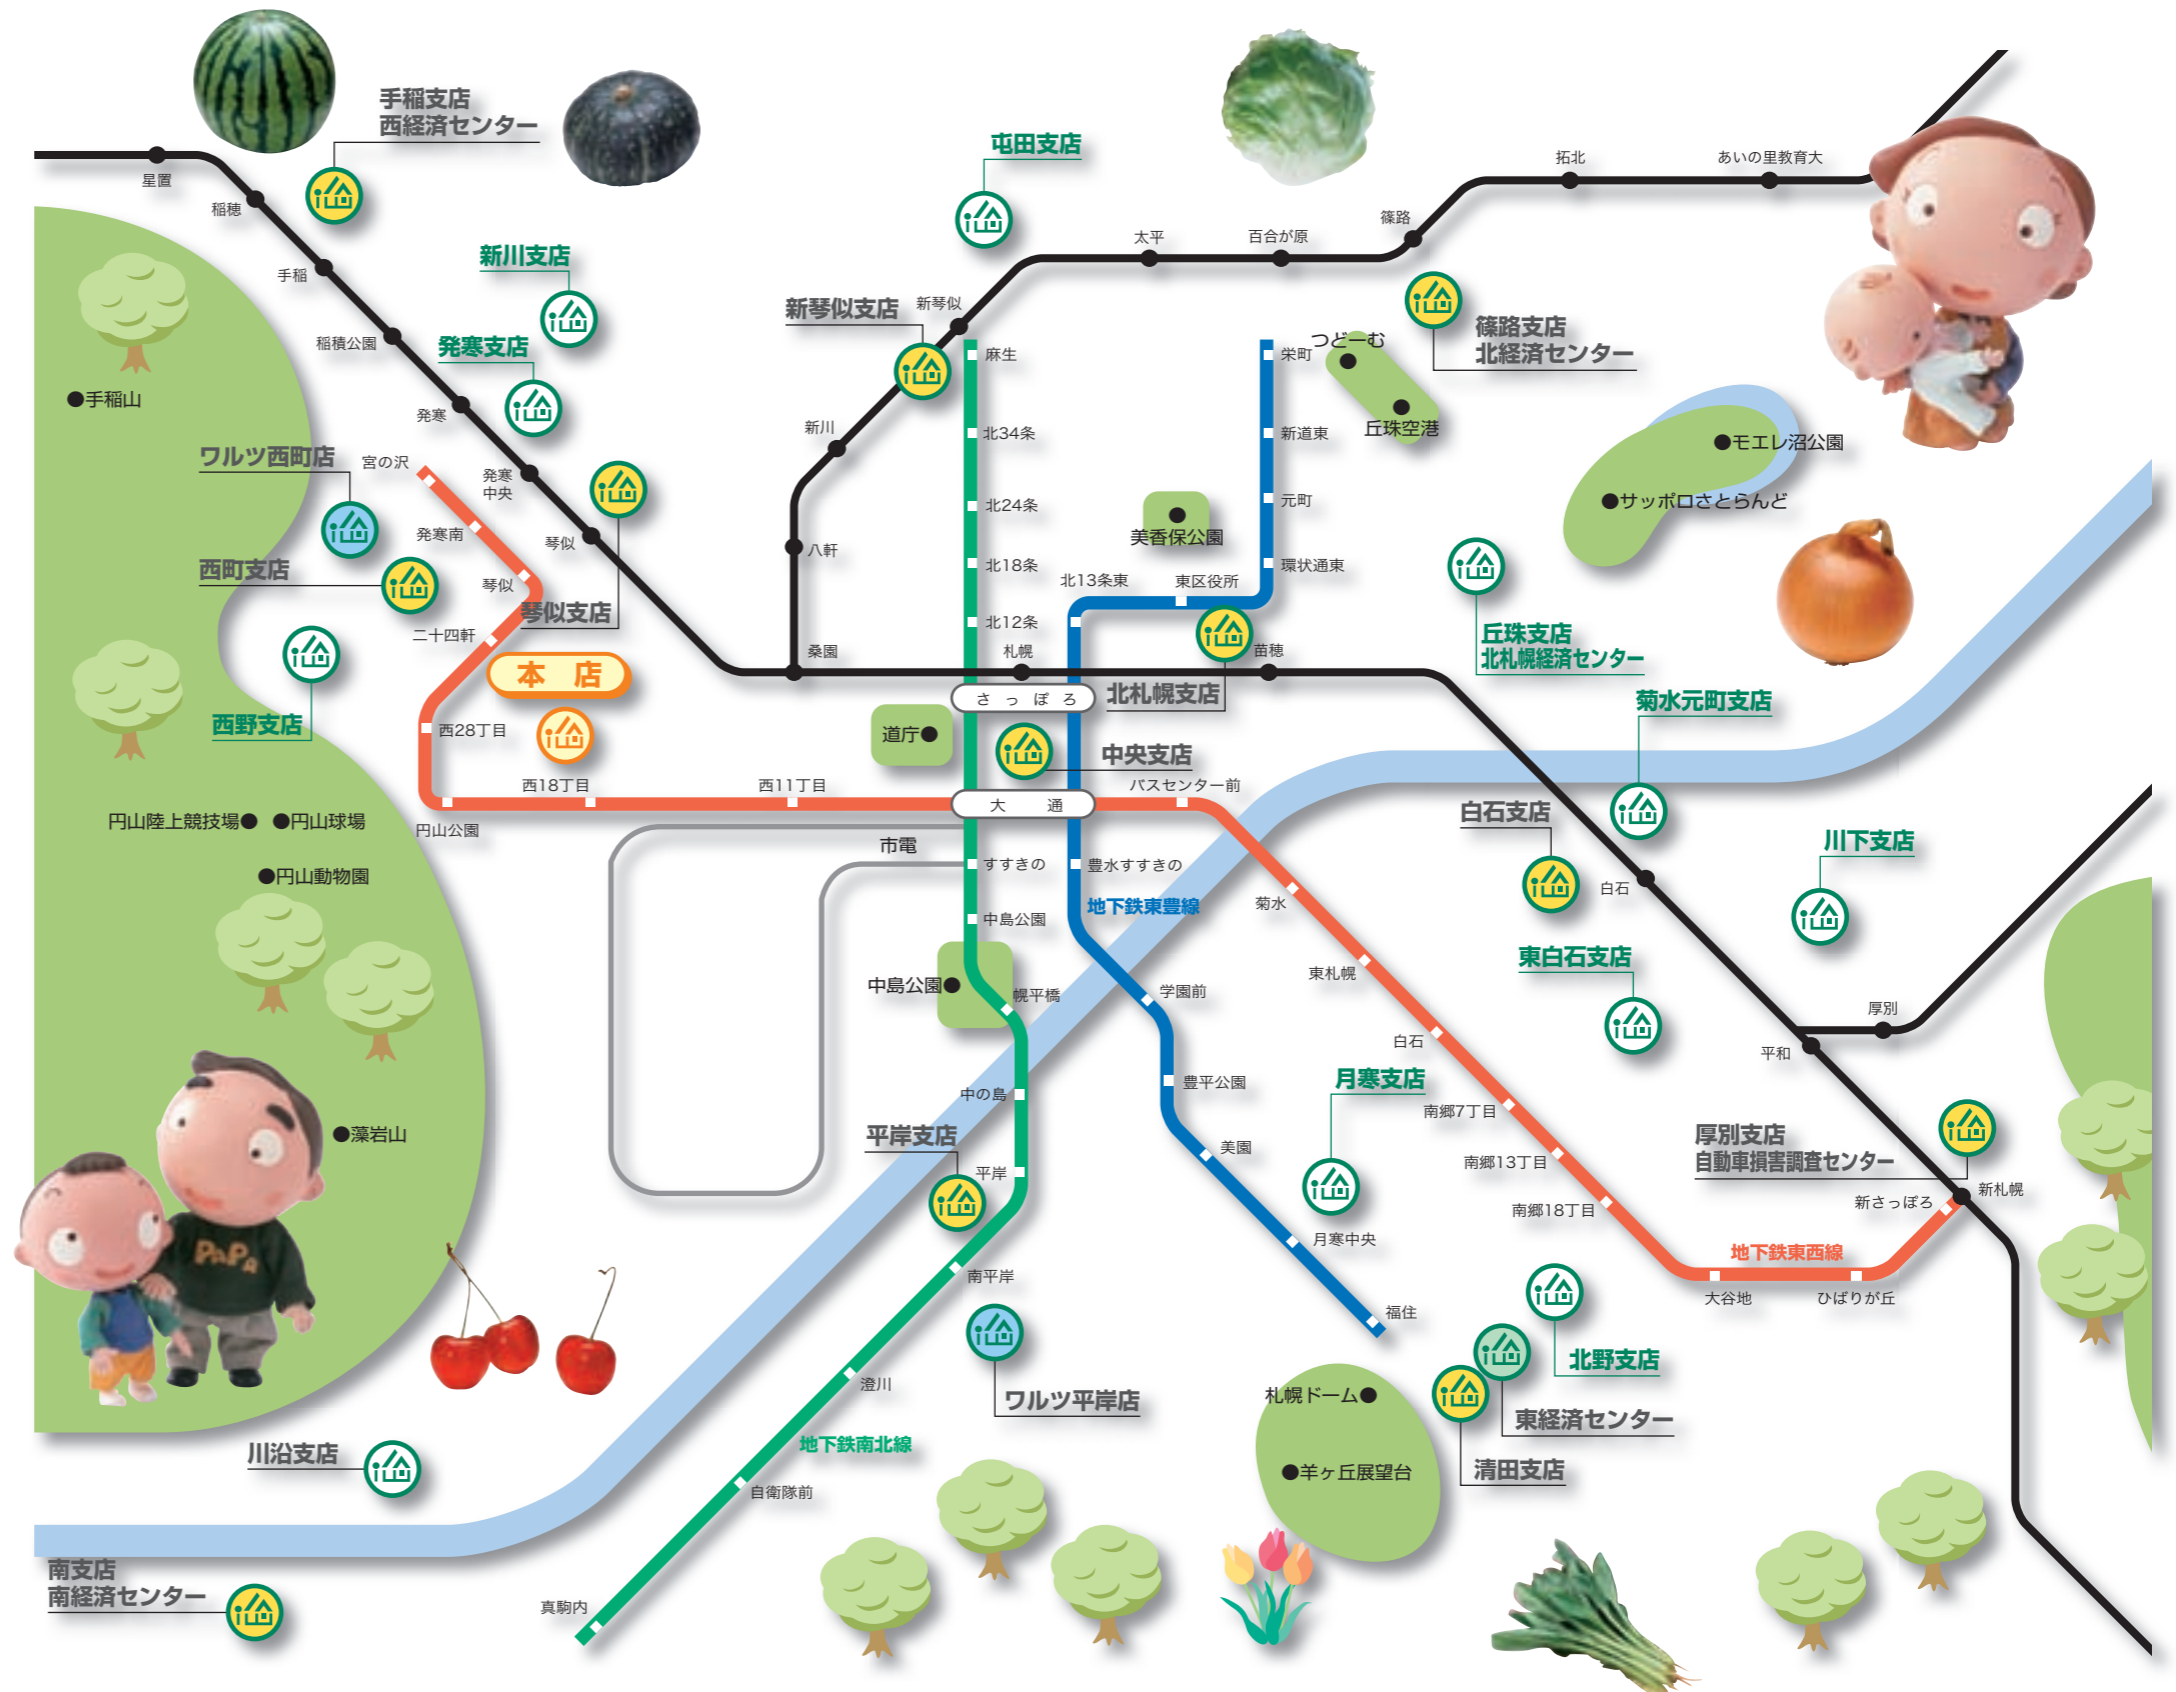 手稲支店
西経済センター
星置
稲穂
手稲
稲積公園
発寒
発寒
中央
琴似
新川支店
発寒支店
●手稲山
ワルツ西町店
宮の沢
発寒南
琴似
二十四軒
西町支店
琴似支店
西野支店
本 店
西28丁目
西18丁目
西11丁目
円山公園
円山陸上競技場●
●円山球場
●円山動物園
●藻岩山
PAPA
屯田支店
新琴似支店
新琴似
新川
八軒
桑園
太平
百合が原
篠路
拓北
あいの里教育大
篠路支店
北経済センター
つどーむ
丘珠空港
●モエレ沼公園
●サッポロさとらんど
麻生
北34条
北24条
北18条
北12条
栄町
新道東
元町
環状通東
美香保公園
北13条東
東区役所
札幌
苗穂
さっぽろ
北札幌支店
道庁●
中央支店
大 通
バスセンター前
丘珠支店
北札幌経済センター
菊水元町支店
白石支店
川下支店
市電
すすきの
豊水すすきの
中島公園
地下鉄東豊線
中島公園●
幌平橋
学園前
菊水
東札幌
白石
白石
東白石支店
厚別
平和
中の島
豊平公園
月寒支店
南郷7丁目
平岸支店
平岸
美園
南郷13丁目
南郷18丁目
厚別支店
自動車損害調査センター
新さっぽろ
新札幌
月寒中央
地下鉄東西線
大谷地
ひばりが丘
南平岸
福住
ワルツ平岸店
澄川
北野支店
札幌ドーム●
東経済センター
清田支店
●羊ヶ丘展望台
地下鉄南北線
川沿支店
自衛隊前
南支店
南経済センター
真駒内